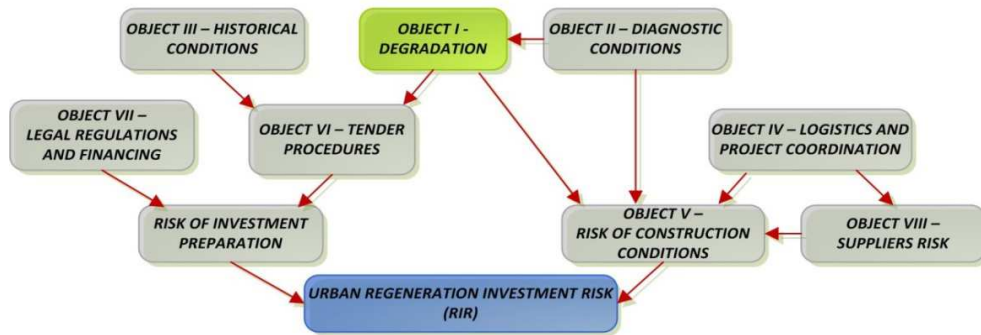 OBJECT III – HISTORICAL
CONDITIONS
OBJECT I -
DEGRADATION
OBJECT II – DIAGNOSTIC
CONDITIONS
OBJECT VII –
LEGAL REGULATIONS
AND FINANCING
OBJECT VI – TENDER
PROCEDURES
OBJECT IV – LOGISTICS AND
PROJECT COORDINATION
RISK OF INVESTMENT
PREPARATION
OBJECT V –
RISK OF CONSTRUCTION
CONDITIONS
OBJECT VIII –
SUPPLIERS RISK
URBAN REGENERATION INVESTMENT RISK
(RIR)